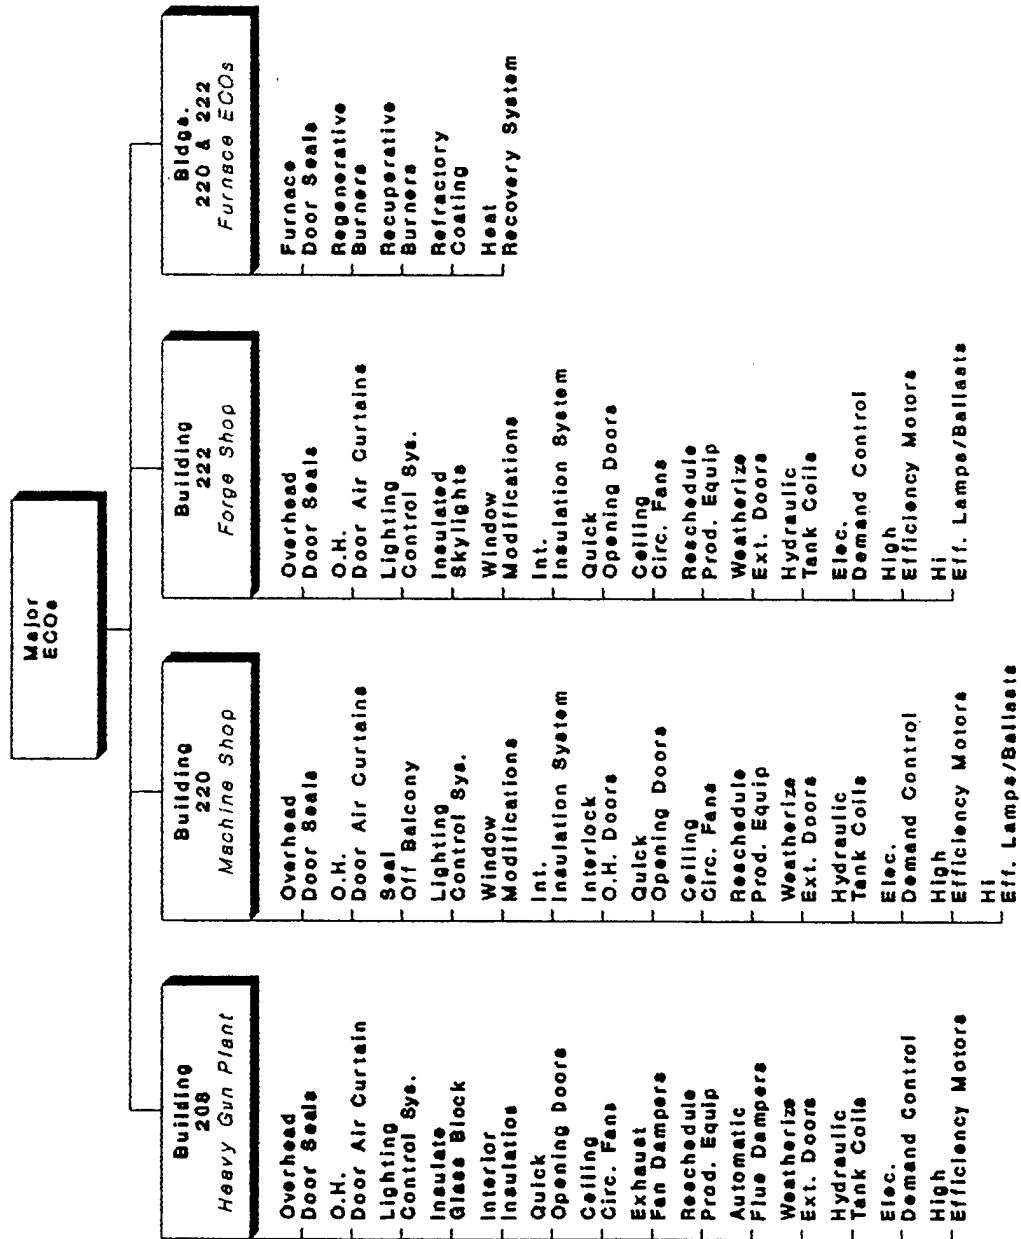 Major
ECOs
Building
208
Heavy Gun Plant
Overhead
Door Seals
O.H.
Door Air Curtain
Lighting
Control Sys.
Insulate
Glass Block
Interior
Insulation
Quick
Opening Doors
Ceiling
Circ. Fans
Exhaust
Fan Dampers
Reschedule
Prod. Equip
Automatic
Flue Dampers
Weatherize
Ext. Doors
Hydraulic
Tank Coils
Elec.
Demand Control
High
Efficiency Motors
Building
220
Machine Shop
Overhead
Door Seals
O.H.
Door Air Curtains
Seal
Off Balcony
Lighting
Control Sys.
Window
Modifications
Int.
Insulation System
Interlock
O.H. Doors
Quick
Opening Doors
Ceiling
Circ. Fans
Reschedule
Prod. Equip
Weatherize
Ext. Doors
Hydraulic
Tank Coils
Elec.
Demand Control
High
Efficiency Motors
Hi
Eff. Lamps/Ballasts
Building
222
Forge Shop
Overhead
Door Seals
O.H.
Door Air Curtains
Lighting
Control Sys.
Insulated
Skylights
Window
Modifications
Int.
Insulation System
Quick
Opening Doors
Ceiling
Circ. Fans
Reschedule
Prod. Equip
Weatherize
Ext. Doors
Hydraulic
Tank Coils
Elec.
Demand Control
High
Efficiency Motors
Hi
Eff. Lamps/Ballasts
Bldgs.
220 & 222
Furnace ECOs
Furnace
Door Seals
Regenerative
Burners
Recuperative
Burners
Refractory
Coating
Heat
Recovery System